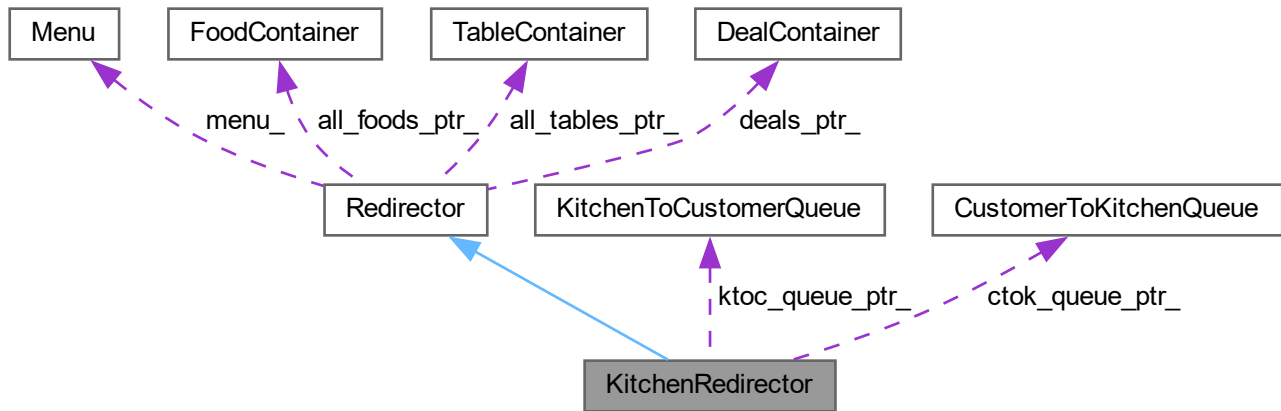 Menu
FoodContainer
TableContainer
DealContainer
menu_
all_foods_ptr_
all_tables_ptr_
deals_ptr_
Redirector
KitchenToCustomerQueue
CustomerToKitchenQueue
ktoc_queue_ptr_
ctok_queue_ptr_
KitchenRedirector